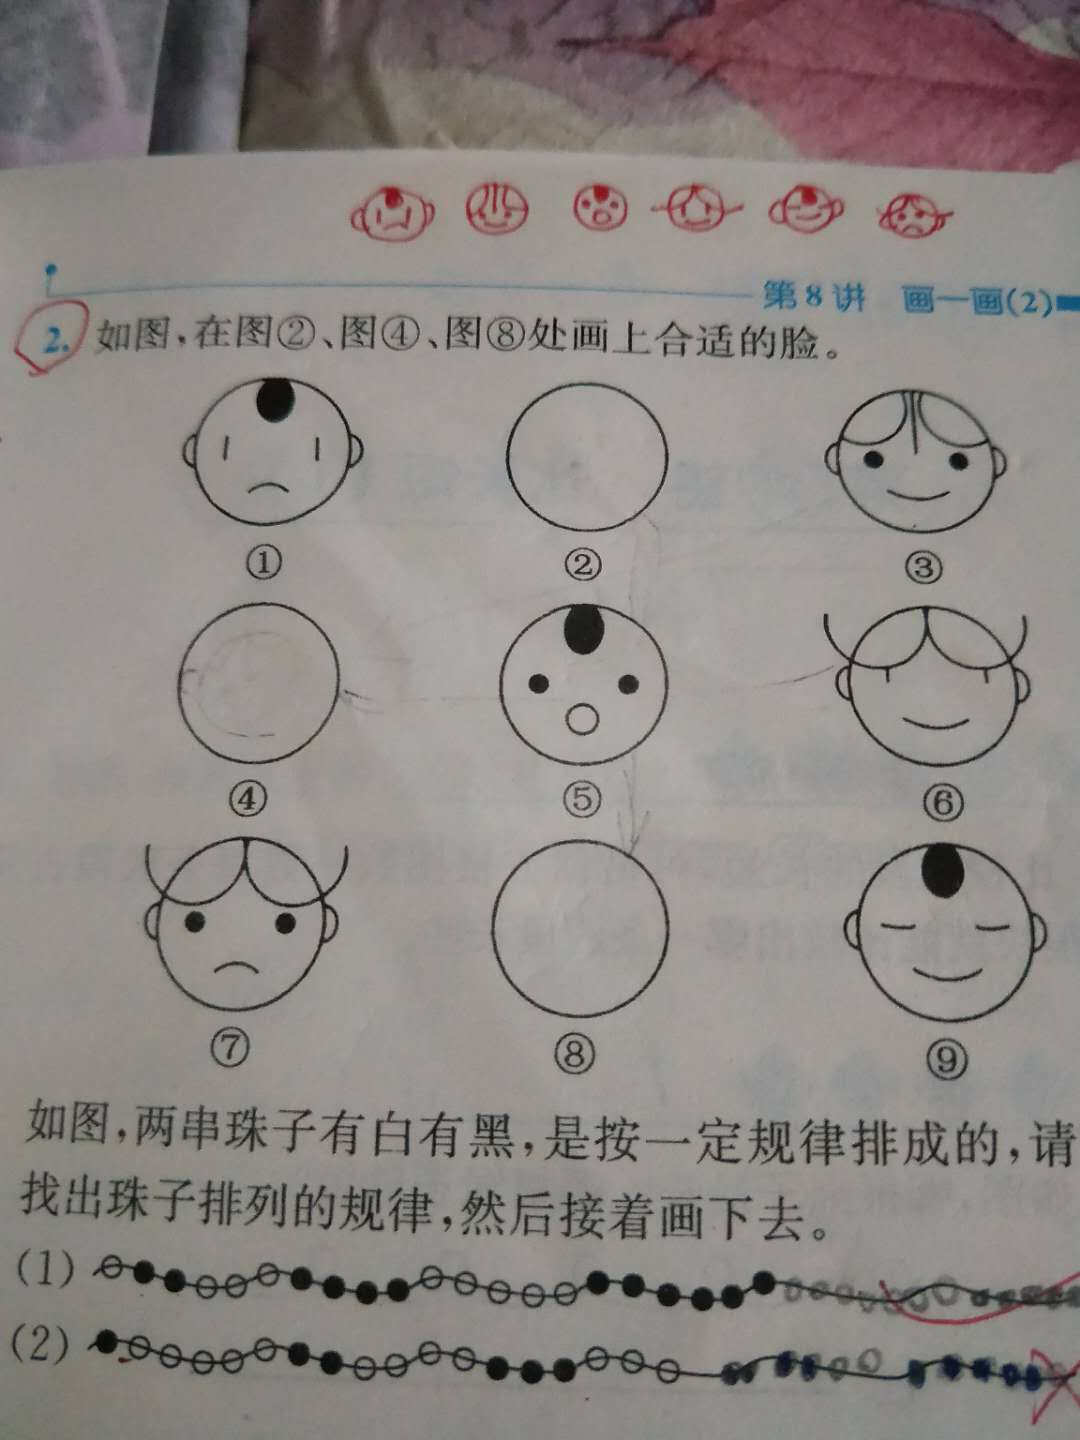 第8讲 画一画(2)
2. 如图,在图②、图④、图⑧处画上合适的脸。
① ② ③
④ ⑤ ⑥
⑦ ⑧ ⑨
如图,两串珠子有白有黑,是按一定规律排成的,请
找出珠子排列的规律,然后接着画下去。
(1)
(2)